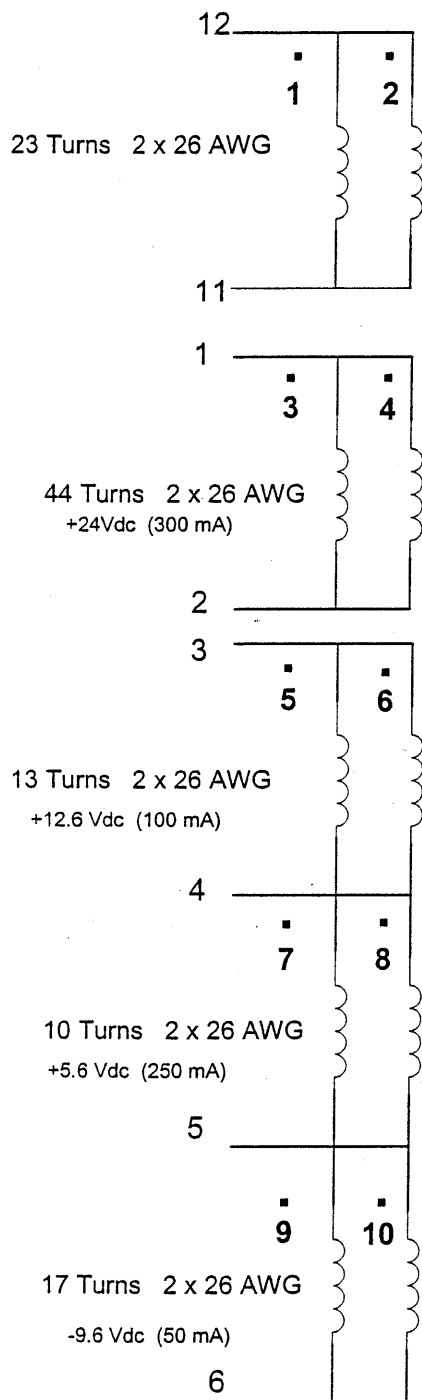 12
1 2
23 Turns 2 x 26 AWG
11
1
3 4
44 Turns 2 x 26 AWG
+24Vdc (300 mA)
2
3
5 6
13 Turns 2 x 26 AWG
+12.6 Vdc (100 mA)
4
7 8
10 Turns 2 x 26 AWG
+5.6 Vdc (250 mA)
5
9 10
17 Turns 2 x 26 AWG
-9.6 Vdc (50 mA)
6